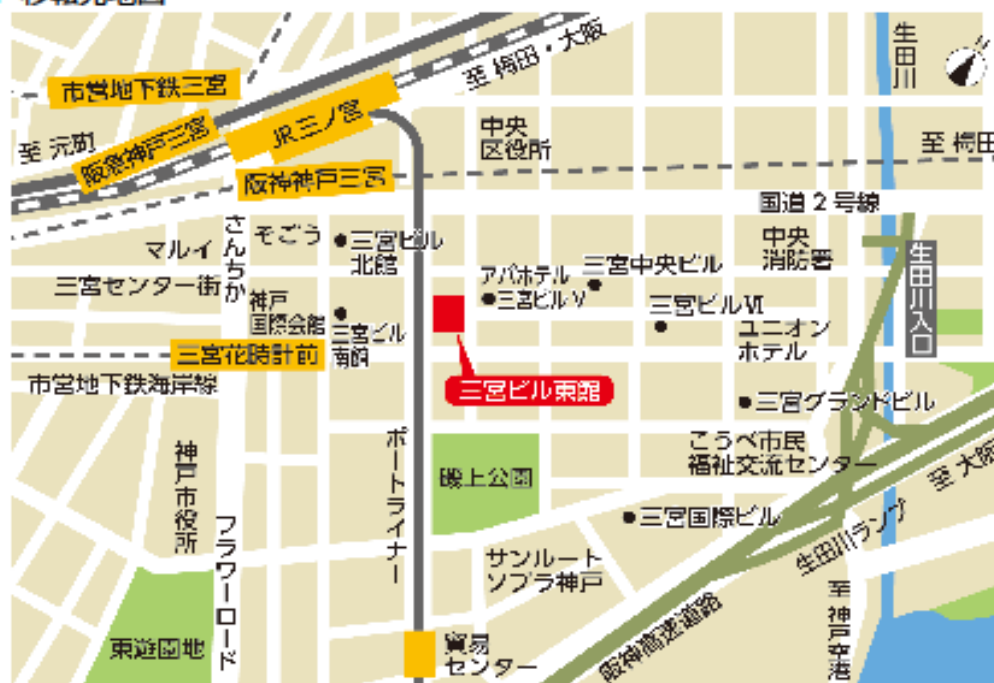 移転先地図
市営地下鉄三宮
至 元町
阪急神戸三宮
JR三ノ宮
至 梅田・大阪
生田川
中央
区役所
至 梅田
阪神神戸三宮
国道 2 号線
さんちか
マルイ
そごう
三宮ビル
北館
中央
消防署
生田川入口
三宮センター街
アパホテル
三宮ビルⅤ
三宮中央ビル
神戸
国際会館
三宮ビル
南館
三宮ビルⅥ
ユニオン
ホテル
三宮花時計前
市営地下鉄海岸線
三宮ビル東館
三宮グランドビル
神戸市役所
ポートライナー
磯上公園
こうべ市民
福祉交流センター
至 大阪
三宮国際ビル
フラワーロード
サンルート
ソプラ神戸
生田川ランプ
東遊園地
貿易
センター
阪神高速道路
至 神戸空港